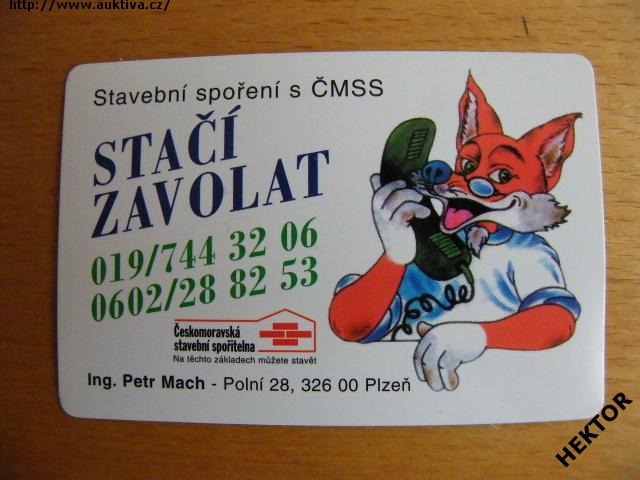 http://www.auktiva.cz/
Stavební spoření s ČMSS
STAČÍ
ZAVOLAT
019/744 32 06
0602/28 82 53
Českomoravská
stavební spořitelna
Na těchto základech můžete stavět
Ing. Petr Mach - Polní 28, 326 00 Plzeň
HEKTOR